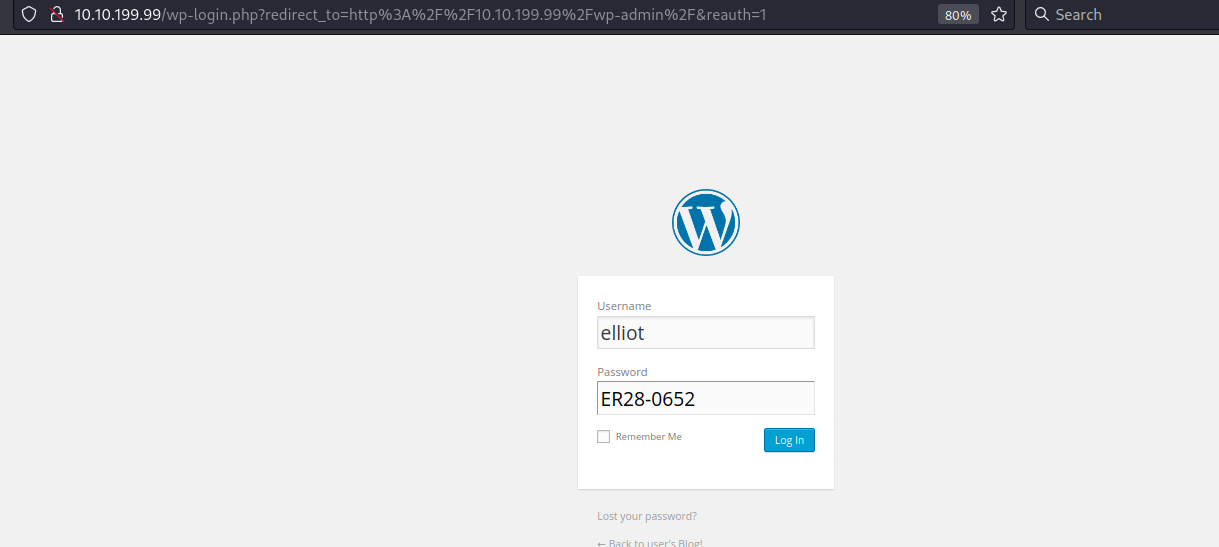 10.10.199.99/wp-login.php?redirect_to=http%3A%2F%2F10.10.199.99%2Fwp-admin%2F&reauth=1 80% Search
W
Username
elliot
Password
ER28-0652
Remember Me Log In
Lost your password?
← Back to user's Blog!